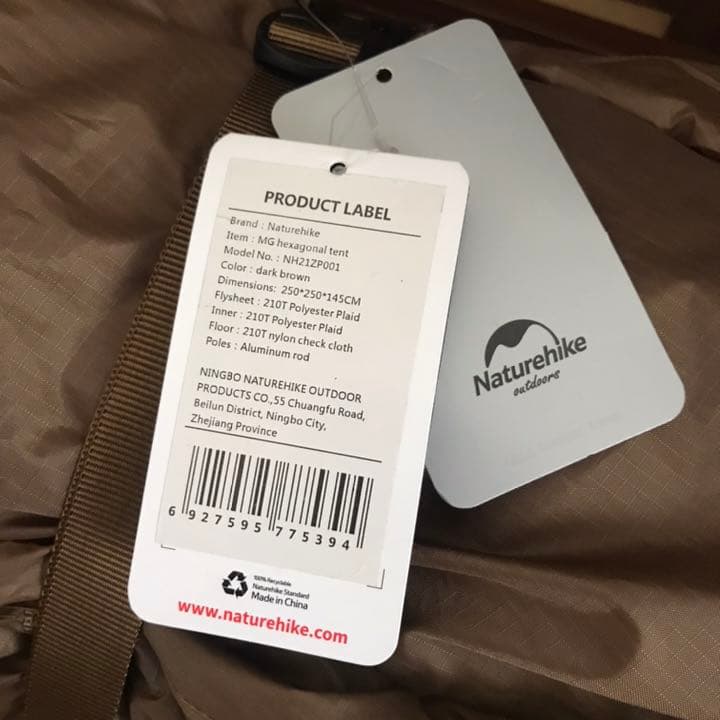 PRODUCT LABEL
Brand : Naturehike
Item : MG hexagonal tent
Model No. : NH21ZP001
Color : dark brown
Dimensions: 250*250*145CM
Flysheet : 210T Polyester Plaid
Inner : 210T Polyester Plaid
Floor : 210T nylon check cloth
Poles : Aluminum rod
NINGBO NATUREHIKE OUTDOOR
PRODUCTS CO.,55 Chuangfu Road,
Beilun District, Ningbo City,
Zhejiang Province
6 927595 775394
100% Recyclable
Naturehike Standard
Made in China
www.naturehike.com
Naturehike
outdoors